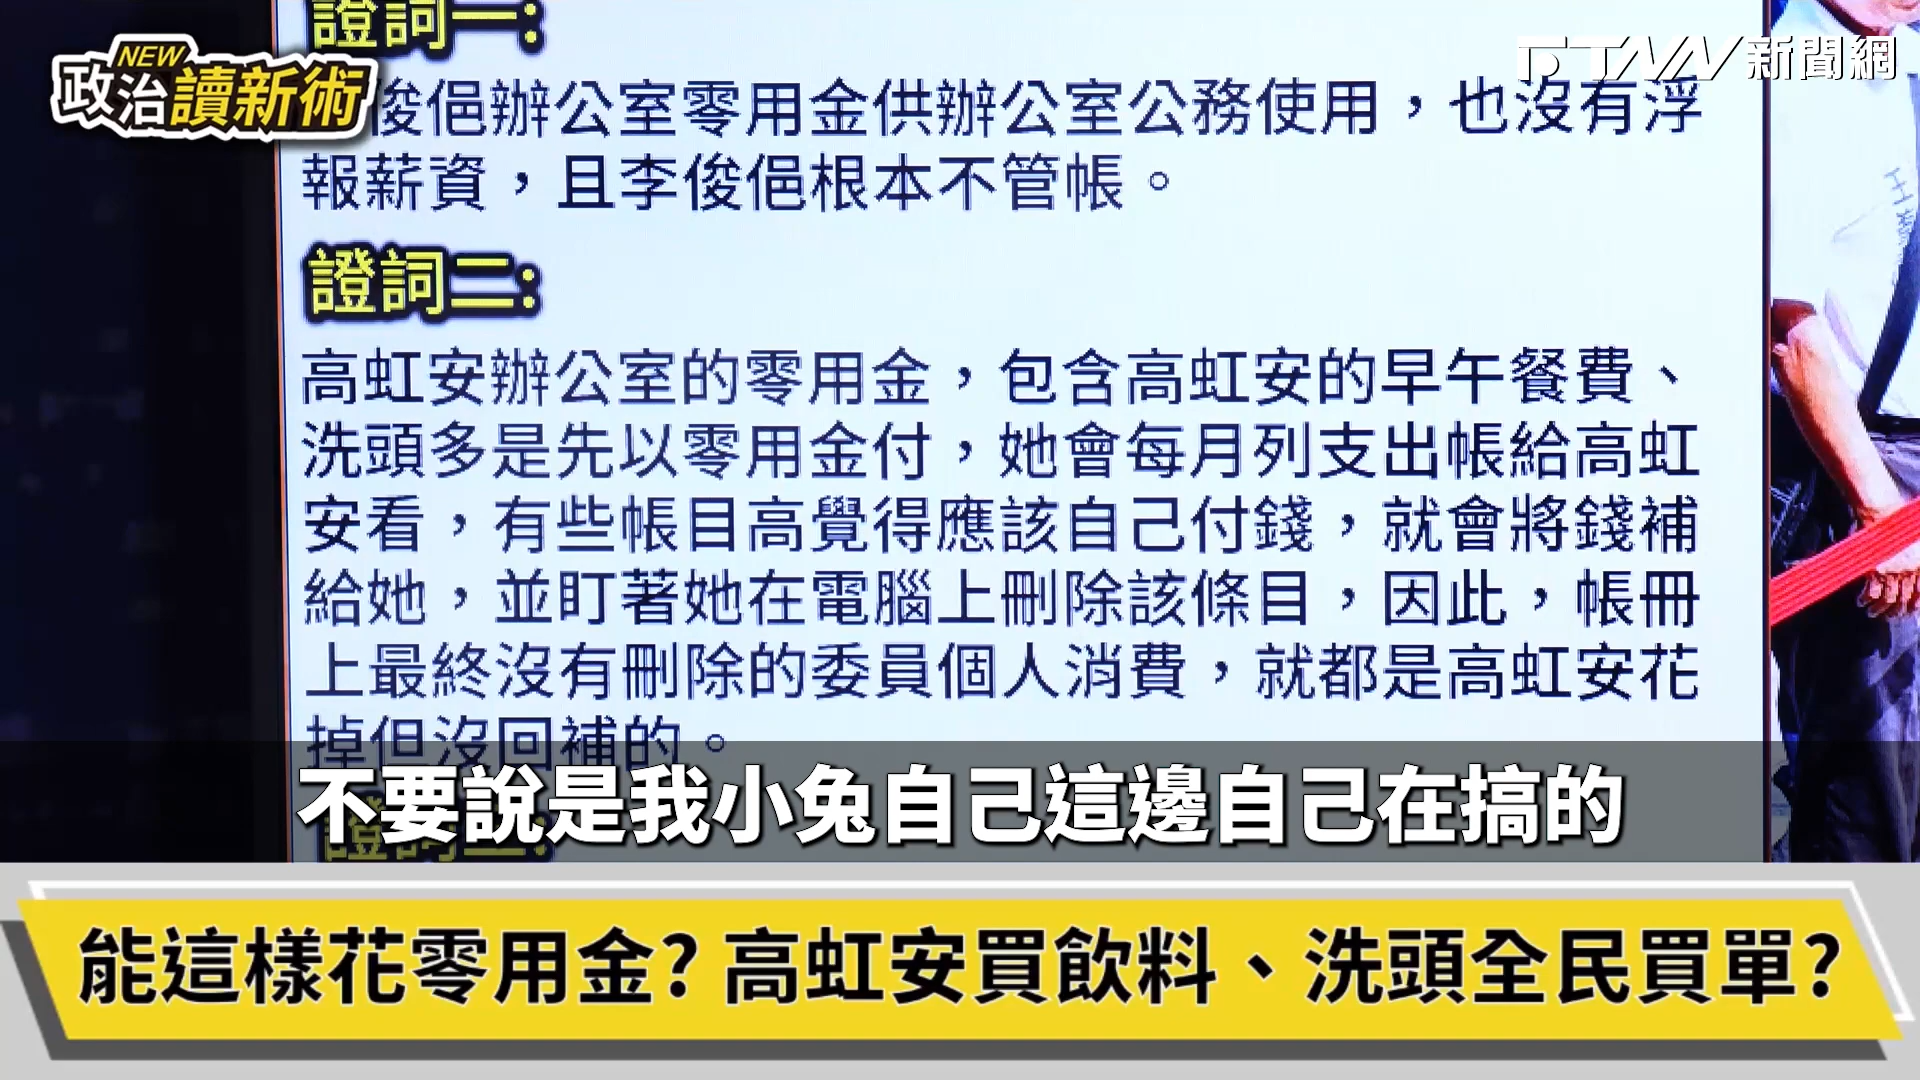 證詞一:
NEW
政治讀新術
FTNN新聞網
俊俋辦公室零用金供辦公室公務使用，也沒有浮
報薪資，且李俊俋根本不管帳。
證詞二:
高虹安辦公室的零用金，包含高虹安的早午餐費、
洗頭多是先以零用金付，她會每月列支出帳給高虹
安看，有些帳目高覺得應該自己付錢，就會將錢補
給她，並盯著她在電腦上刪除該條目，因此，帳冊
上最終沒有刪除的委員個人消費，就都是高虹安花
掉但沒回補的。
不要說是我小兔自己這邊自己在搞的
證詞三:
能這樣花零用金? 高虹安買飲料、洗頭全民買單?